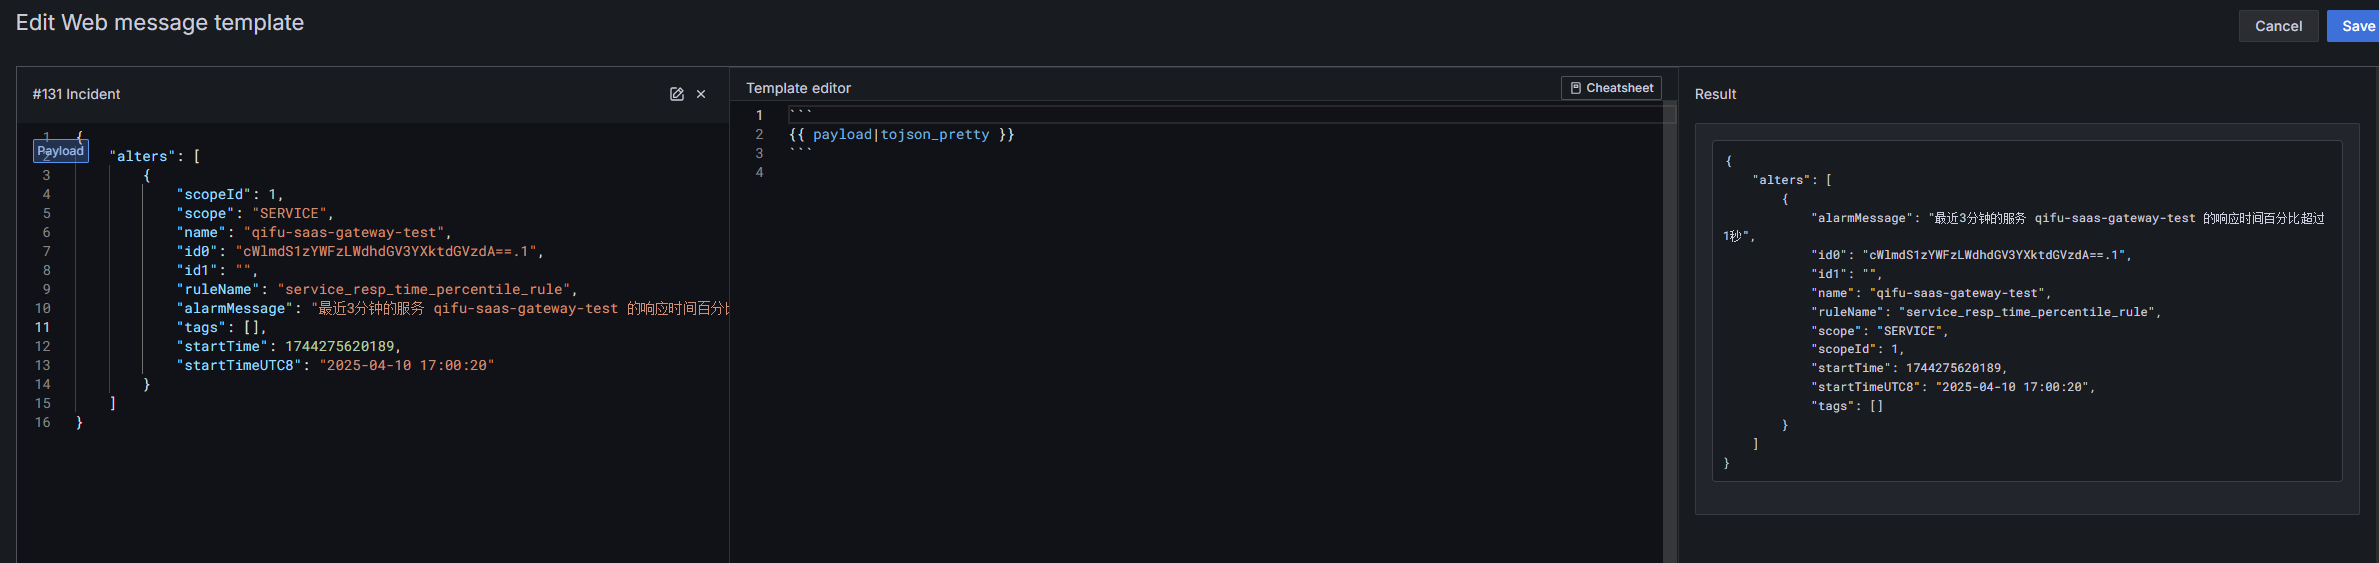 Edit Web message template
Cancel
Save
#131 Incident
1 {
Payload
2 "alters": [
3 {
4 "scopeId": 1,
5 "scope": "SERVICE",
6 "name": "qifu-saas-gateway-test",
7 "id0": "cWlmdS1zYWFzLWdhdGV3YXktdGVzdA==.1",
8 "id1": "",
9 "ruleName": "service_resp_time_percentile_rule",
10 "alarmMessage": "最近3分钟的服务 qifu-saas-gateway-test 的响应时间百分比
11 "tags": [],
12 "startTime": 1744275620189,
13 "startTimeUTC8": "2025-04-10 17:00:20"
14 }
15 ]
16 }
Template editor
Cheatsheet
1 ```
2 {{ payload|tojson_pretty }}
3 ```
4
Result
{
"alters": [
{
"alarmMessage": "最近3分钟的服务 qifu-saas-gateway-test 的响应时间百分比超过
1秒",
"id0": "cWlmdS1zYWFzLWdhdGV3YXktdGVzdA==.1",
"id1": "",
"name": "qifu-saas-gateway-test",
"ruleName": "service_resp_time_percentile_rule",
"scope": "SERVICE",
"scopeId": 1,
"startTime": 1744275620189,
"startTimeUTC8": "2025-04-10 17:00:20",
"tags": []
}
]
}